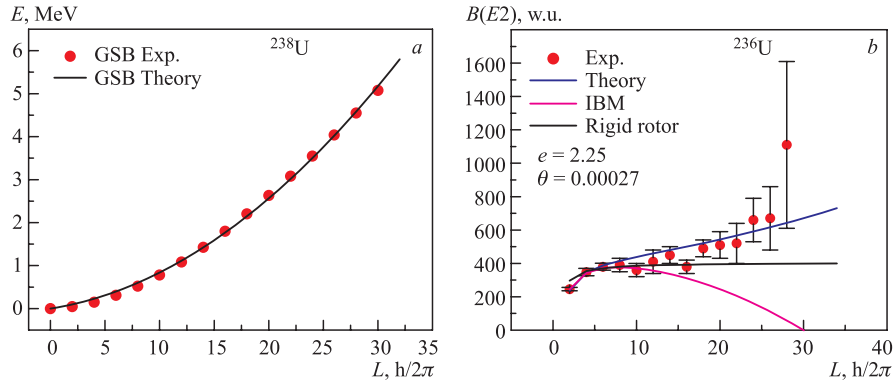 E, MeV
²³⁸U
a
GSB Exp.
GSB Theory
6
5
4
3
2
1
0
0 5 10 15 20 25 30 35
L, h/2π
B(E2), w.u.
²³⁶U
b
Exp.
Theory
IBM
Rigid rotor
e = 2.25
θ = 0.00027
1600
1400
1200
1000
800
600
400
200
0
0 10 20 30 40
L, h/2π